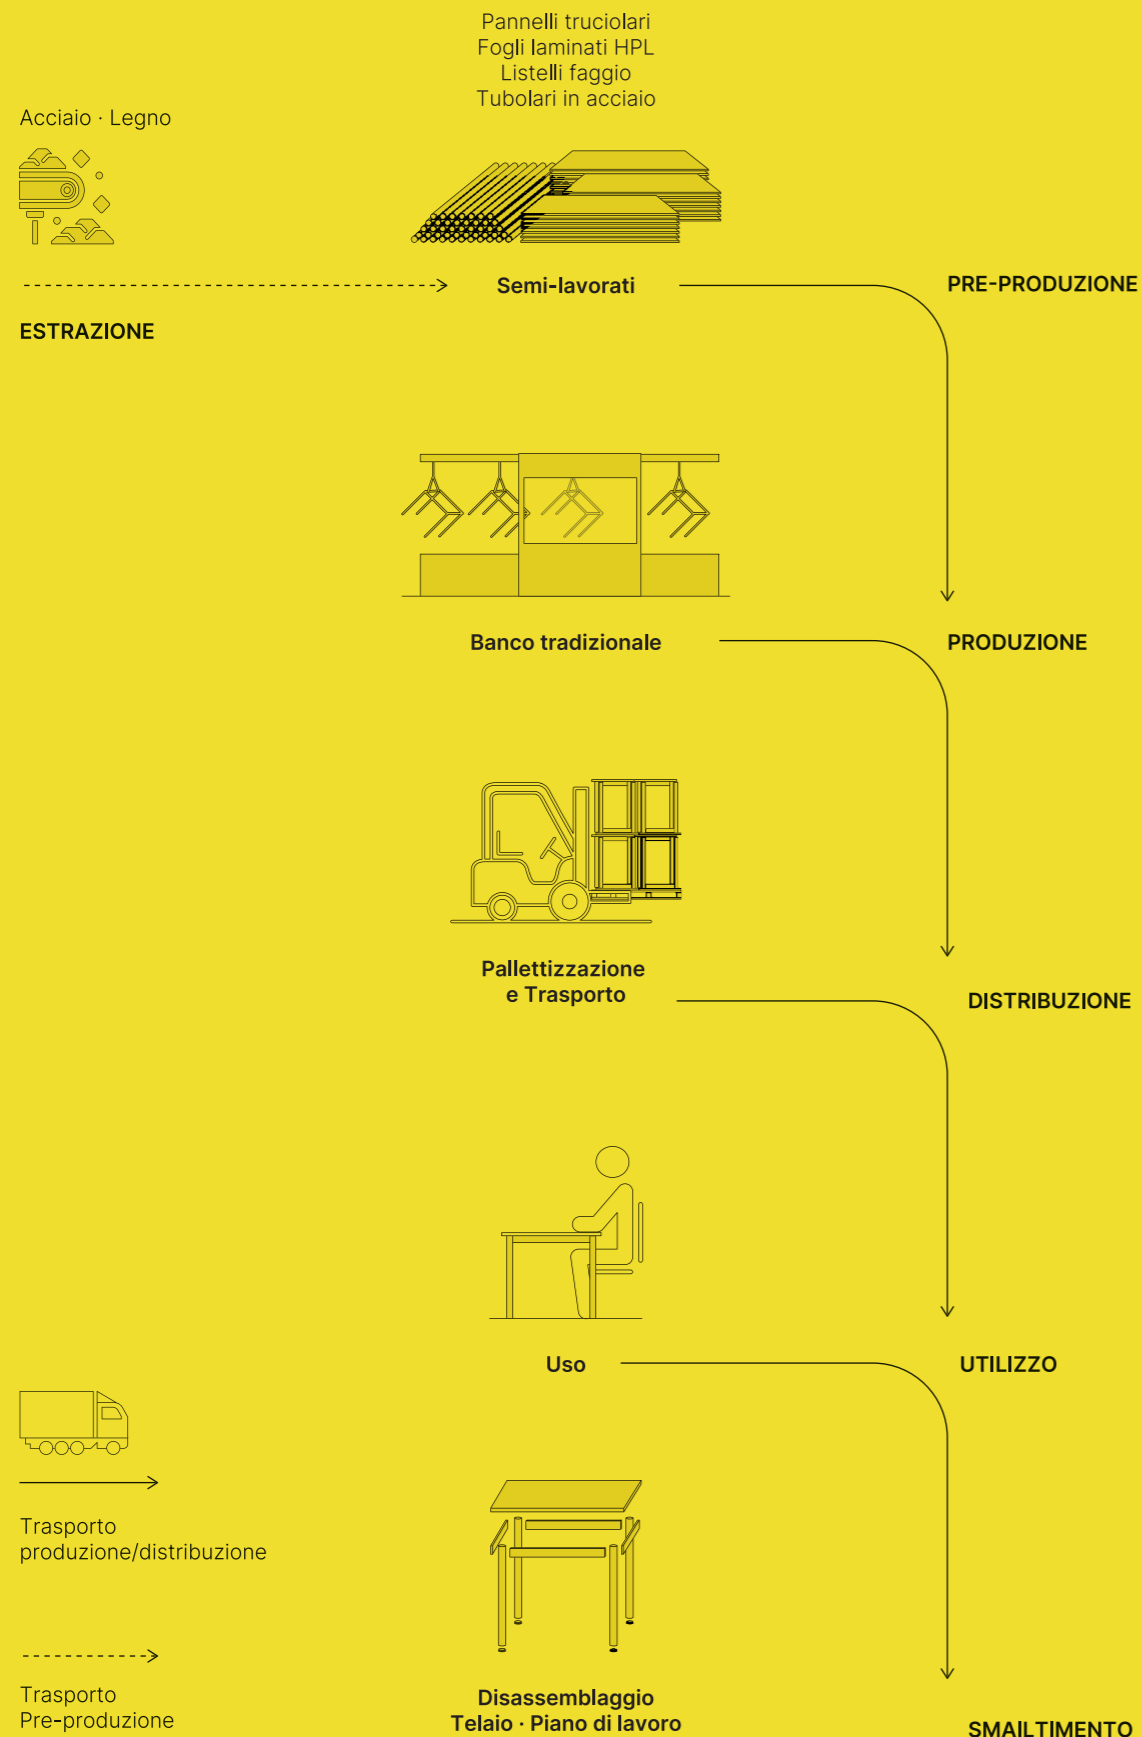 Pannelli truciolari
Fogli laminati HPL
Listelli faggio
Tubolari in acciaio
Acciaio · Legno
Semi-lavorati
PRE-PRODUZIONE
ESTRAZIONE
Banco tradizionale
PRODUZIONE
Pallettizzazione
e Trasporto
DISTRIBUZIONE
Uso
UTILIZZO
Trasporto
produzione/distribuzione
Trasporto
Pre-produzione
Disassemblaggio
Telaio · Piano di lavoro
SMAILTIMENTO